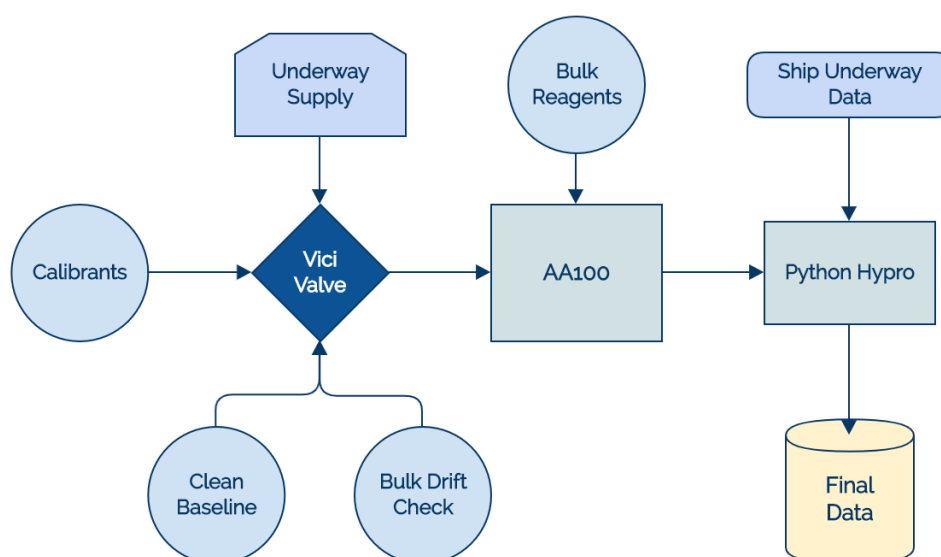 Underway
Supply
Bulk
Reagents
Ship Underway
Data
Calibrants
Vici
Valve
AA100
Python Hypro
Clean
Baseline
Bulk Drift
Check
Final
Data